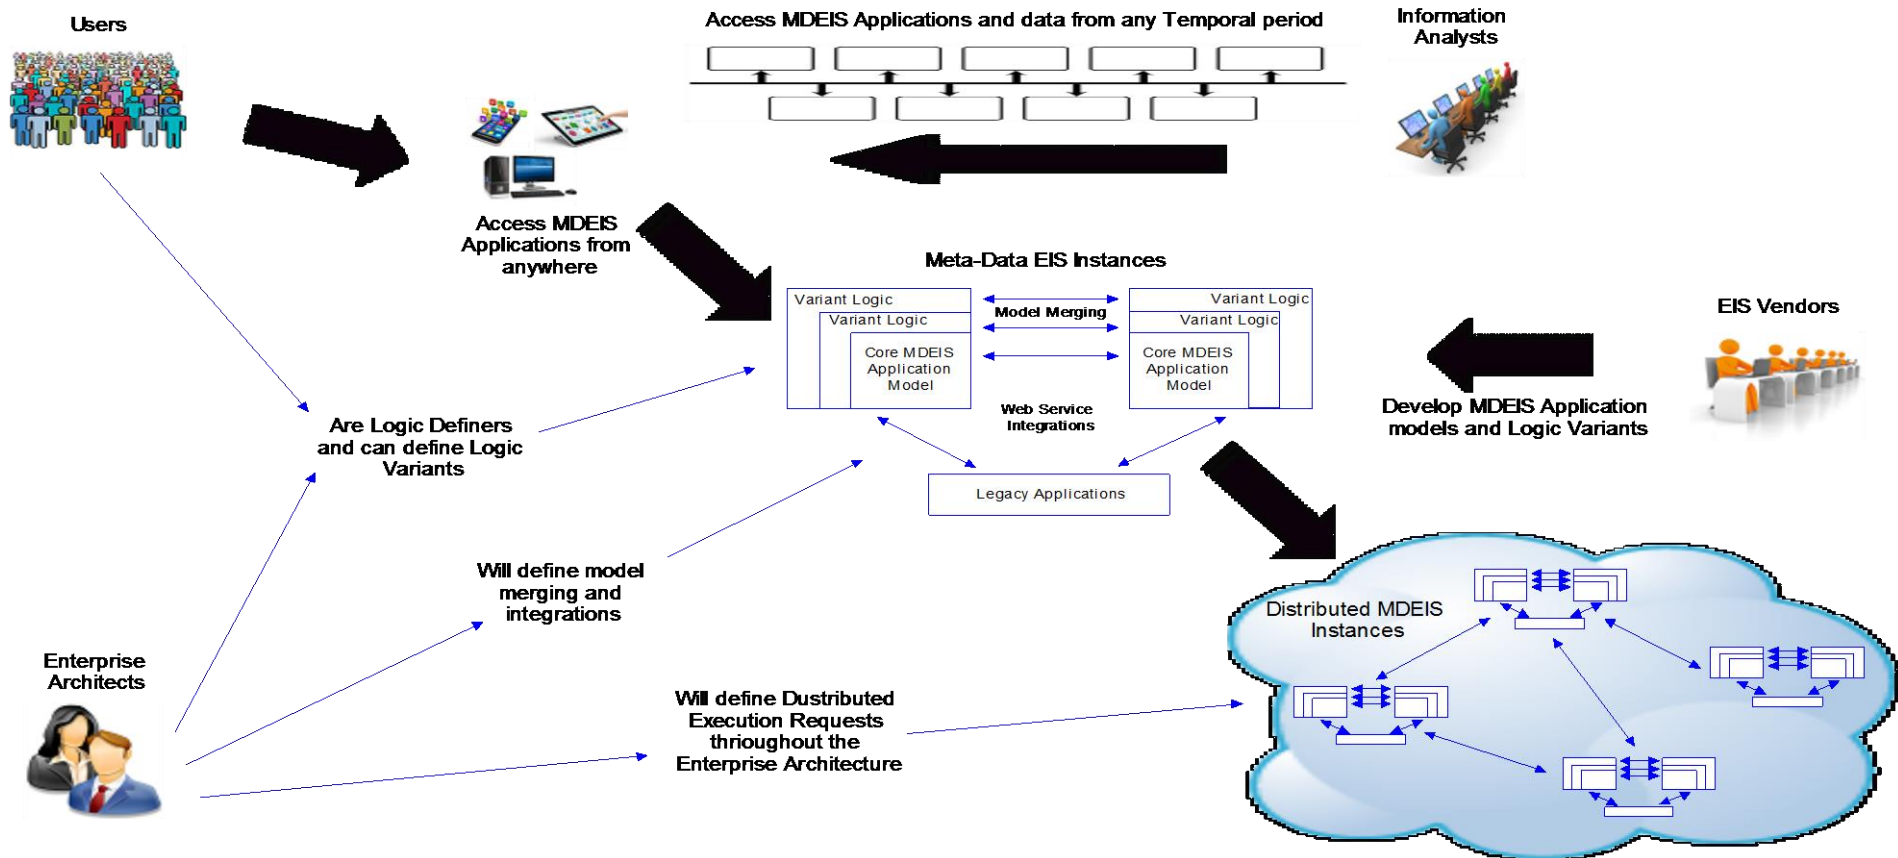 Users
Access MDEIS Applications and data from any Temporal period
Information
Analysts
Access MDEIS
Applications from
anywhere
Meta-Data EIS Instances
Variant Logic
Variant Logic
Core MDEIS
Application
Model
Model Merging
Variant Logic
Variant Logic
Core MDEIS
Application
Model
Web Service
Integrations
Legacy Applications
EIS Vendors
Develop MDEIS Application
models and Logic Variants
Are Logic Definers
and can define Logic
Variants
Will define model
merging and
integrations
Enterprise
Architects
Will define Dustributed
Execution Requests
thrioughout the
Enterprise Architecture
Distributed MDEIS
Instances